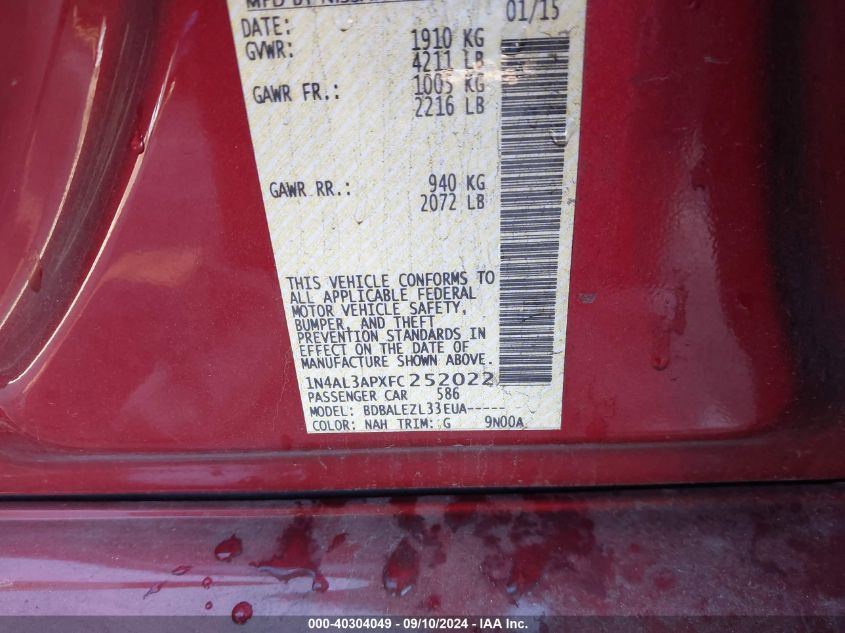 MFD BY NISSAN
DATE: 01/15
GVWR: 1910 KG
4211 LB
GAWR FR.: 1005 KG
2216 LB
GAWR RR.: 940 KG
2072 LB
THIS VEHICLE CONFORMS TO
ALL APPLICABLE FEDERAL
MOTOR VEHICLE SAFETY,
BUMPER, AND THEFT
PREVENTION STANDARDS IN
EFFECT ON THE DATE OF
MANUFACTURE SHOWN ABOVE.
1N4AL3APXFC252022
PASSENGER CAR 586
MODEL: BDBALEZL33EUA-----
COLOR: NAH TRIM: G 9N00A
000-40304049 - 09/10/2024 - IAA Inc.